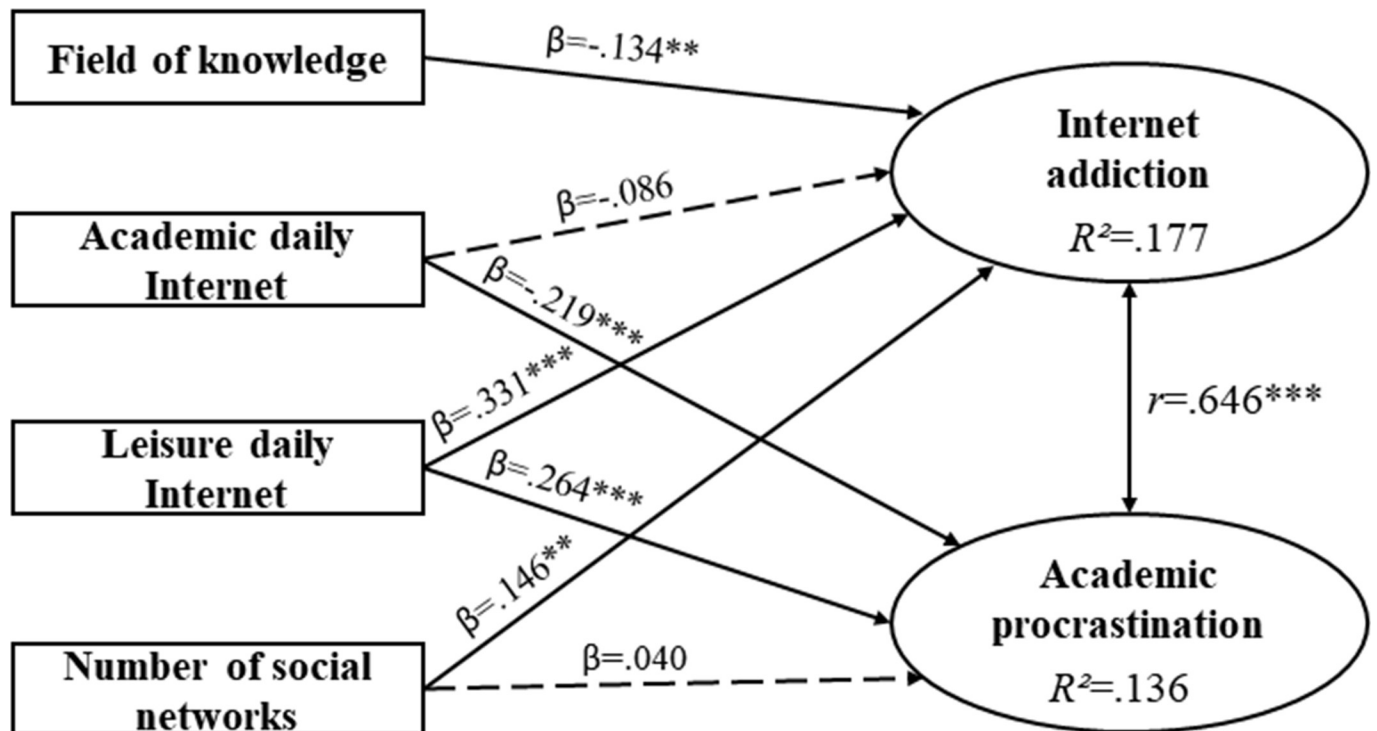 Field of knowledge
β=-.134**
Internet
addiction
R²=.177
Academic daily
Internet
β=-.086
β=-.219***
Leisure daily
Internet
β=.331***
β=.264***
r=.646***
Number of social
networks
β=.146**
β=.040
Academic
procrastination
R²=.136